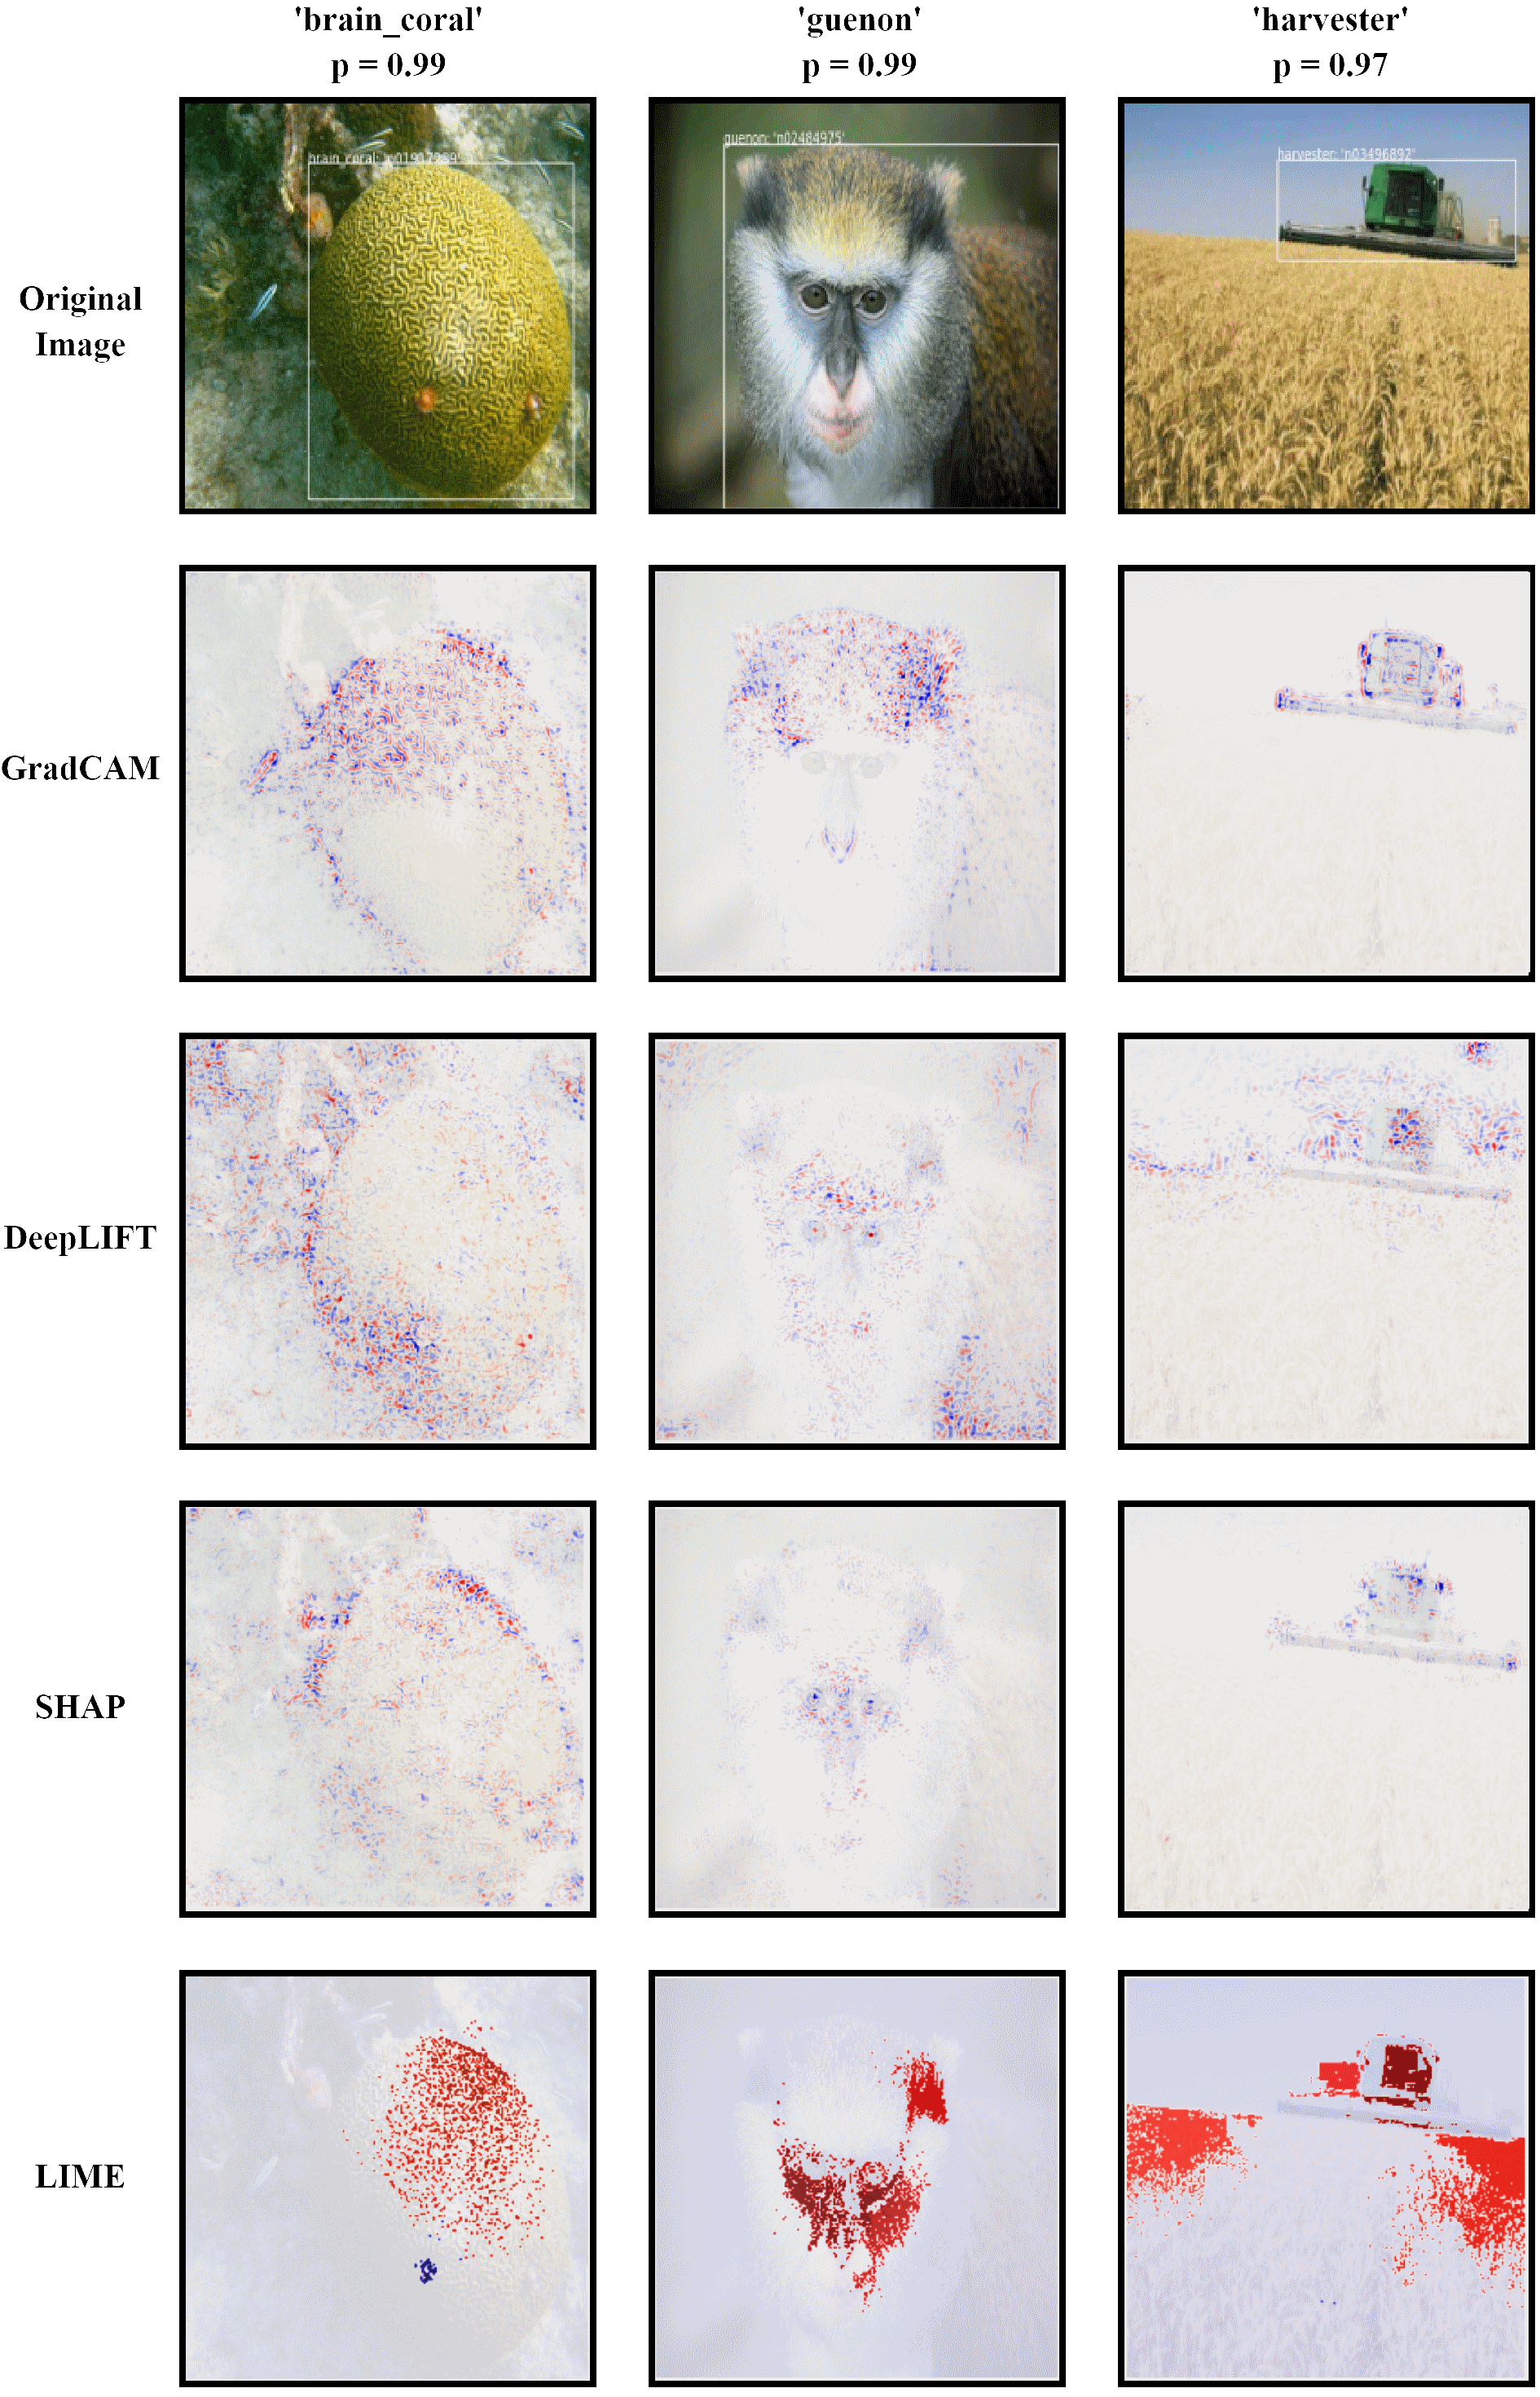 'brain_coral'
p = 0.99
'guenon'
p = 0.99
'harvester'
p = 0.97
Original
Image
guenon: 'n02484975'
harvester: 'n03496892'
GradCAM
DeepLIFT
SHAP
LIME